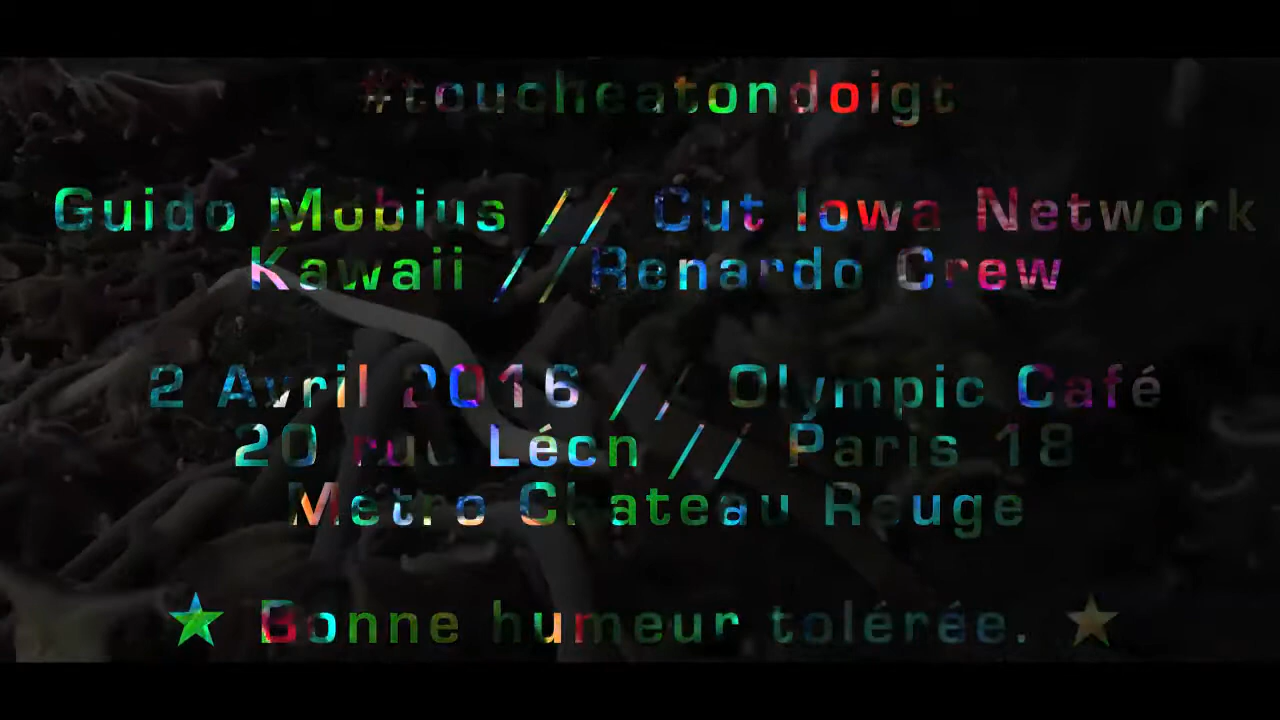 #toucheatondoigt
Guido Mobius // Cut Iowa Network
Kawaii // Renardo Crew
2 Avril 2016 // Olympic Café
20 rue Léon // Paris 18
Métro Chateau Rouge
★ Bonne humeur tolérée. ★